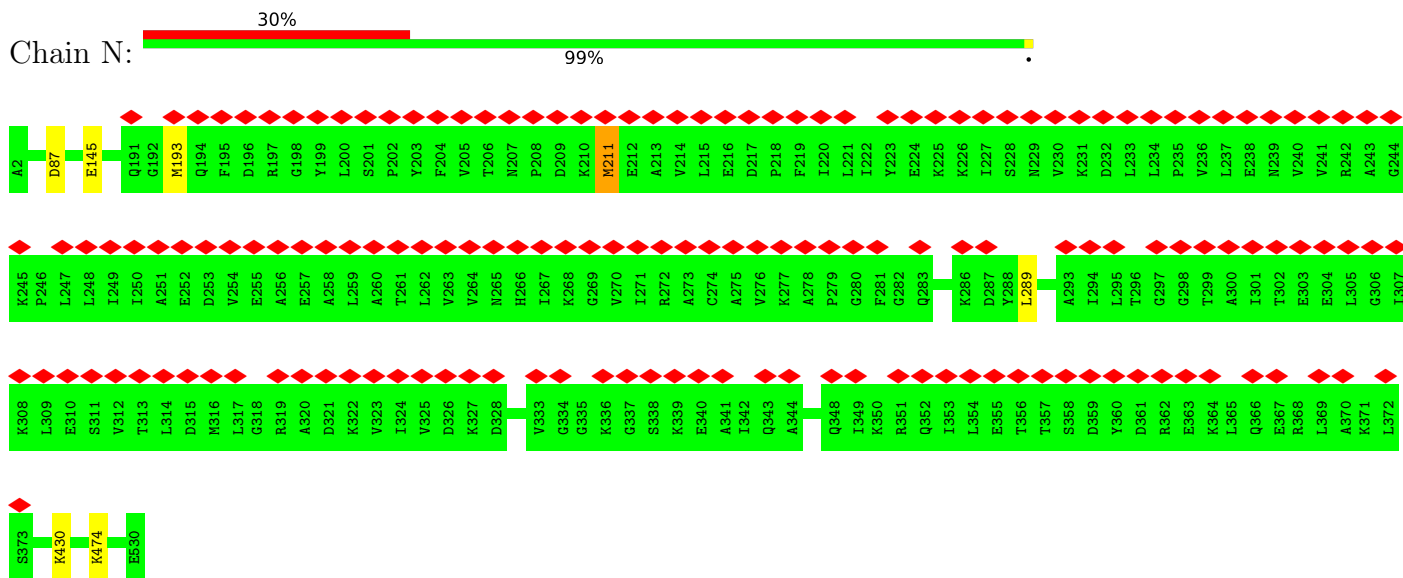 30%
Chain N:
99%
•
A2 D87 E145 Q191 G192 M193 Q194 F195 D196 R197 G198 Y199 L200 S201 P202 Y203 F204 V205 T206 N207 P208 D209 K210 M211 E212 A213 V214 L215 E216 D217 P218 F219 I220 L221 I222 Y223 E224 K225 K226 I227 S228 N229 V230 K231 D232 L233 L234 P235 V236 L237 E238 N239 V240 V241 R242 A243 G244
K245 P246 L247 L248 I249 I250 A251 E252 D253 V254 E255 A256 E257 A258 L259 A260 T261 L262 V263 V264 N265 H266 I267 K268 G269 V270 I271 R272 A273 C274 A275 V276 K277 A278 P279 G280 F281 G282 Q283 K286 D287 Y288 L289 A293 I294 L295 T296 G297 G298 T299 A300 I301 T302 E303 E304 L305 G306 I307
K308 L309 E310 S311 V312 T313 L314 D315 M316 L317 G318 R319 A320 D321 K322 V323 I324 V325 D326 K327 D328 V333 G334 G335 K336 G337 S338 K339 E340 A341 I342 Q343 A344 Q348 I349 K350 R351 Q352 I353 L354 E355 T356 T357 S358 D359 Y360 D361 R362 E363 K364 L365 Q366 E367 R368 L369 A370 K371 L372
S373 K430 K474 E530